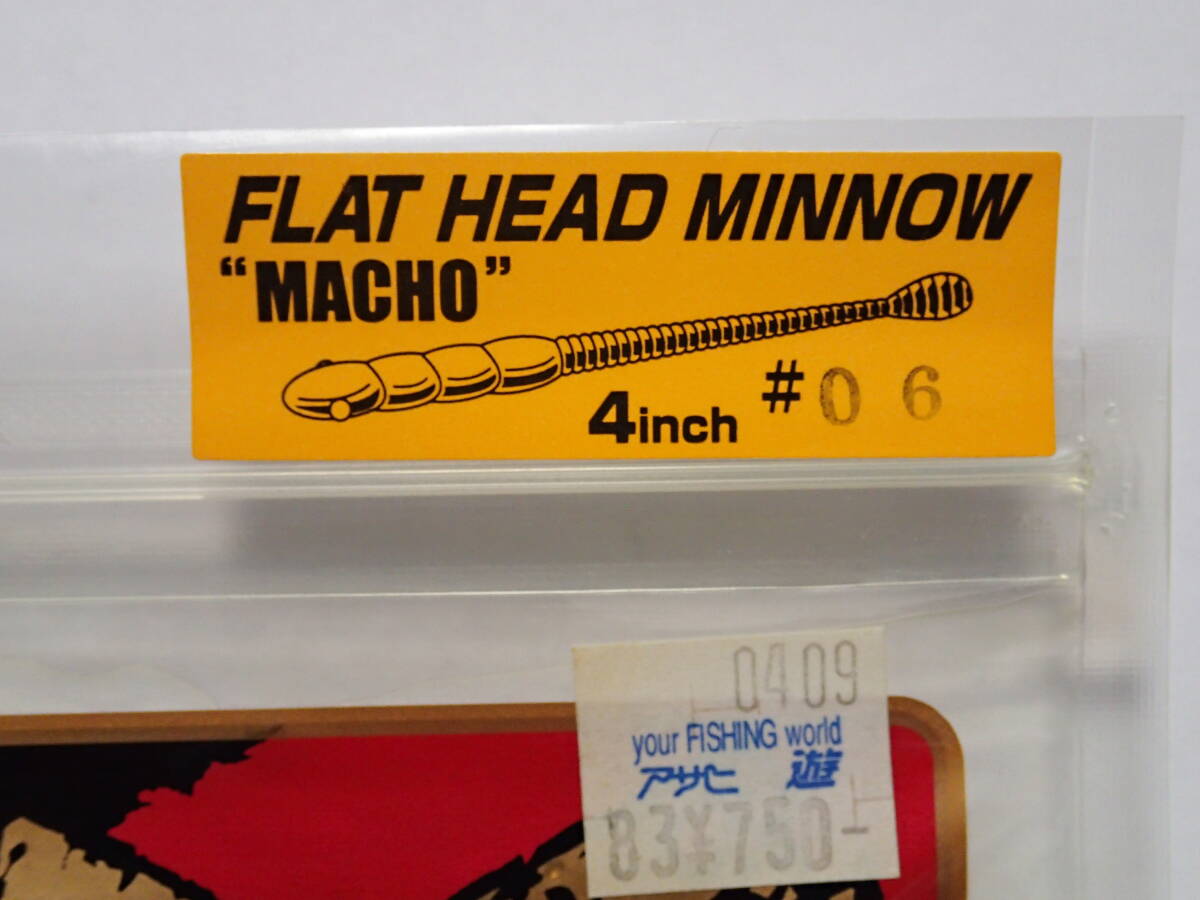 FLAT HEAD MINNOW
“MACHO”
4inch # 06
0409
your FISHING world
アサヒ 遊
83¥750